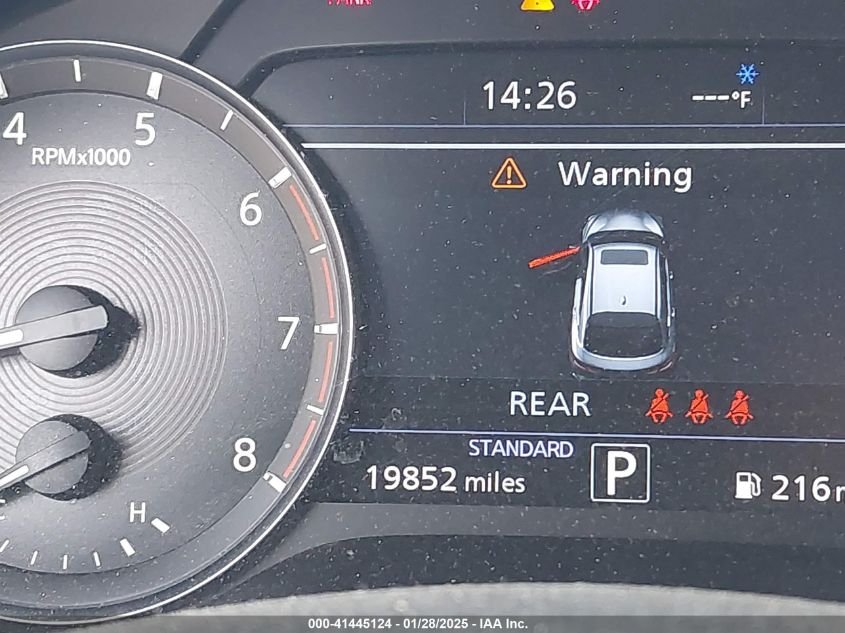 PARK
14:26
---°F
4
5
RPMx1000
6
7
8
H
Warning
REAR
STANDARD
P
19852 miles
216
000-41445124 - 01/28/2025 - IAA Inc.